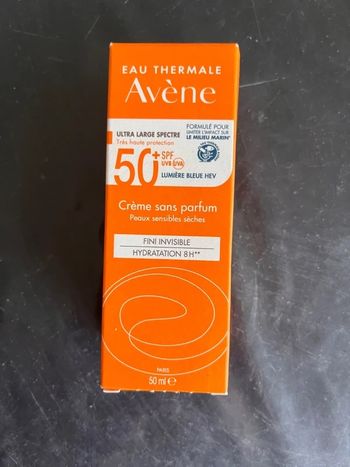 EAU THERMALE
Avène
ULTRA LARGE SPECTRE
Très haute protection
50+ SPF
UVB UVA
LUMIÈRE BLEUE HEV
FORMULÉ POUR
LIMITER L'IMPACT SUR
LE MILIEU MARIN*
Crème sans parfum
Peaux sensibles sèches
FINI INVISIBLE
HYDRATATION 8H**
PARIS
50 ml e